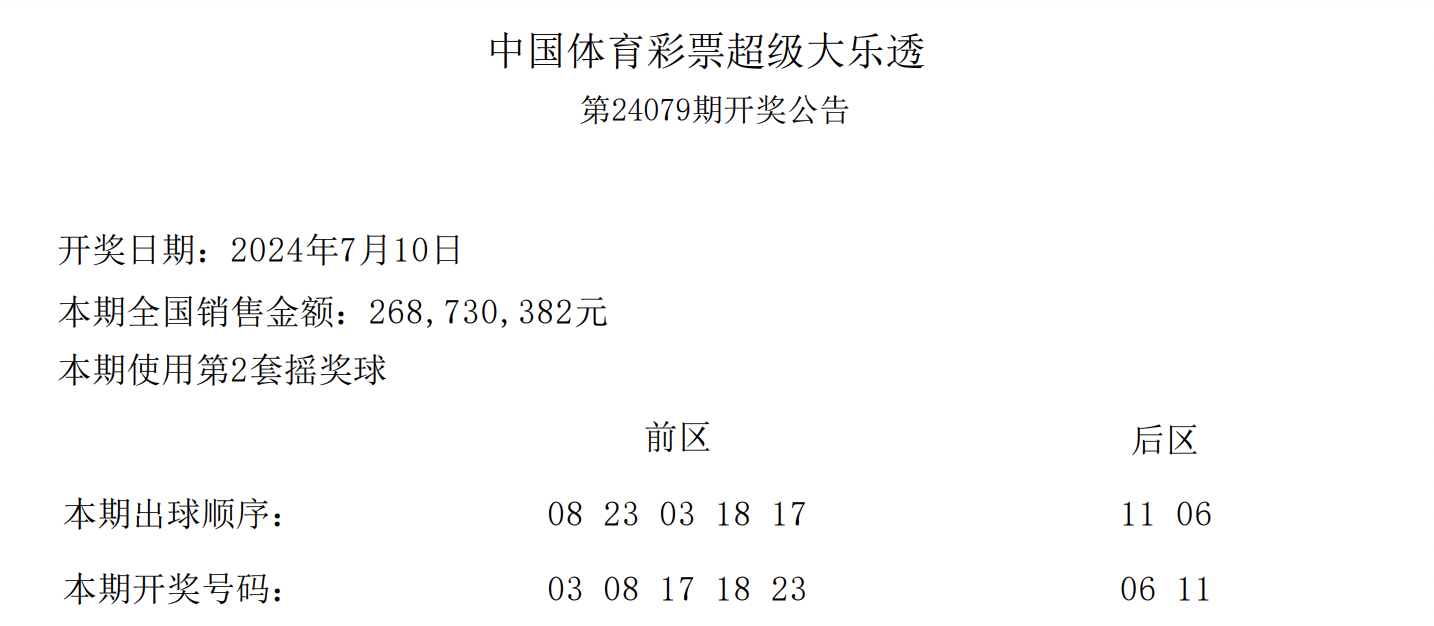 中国体育彩票超级大乐透
第24079期开奖公告
开奖日期：2024年7月10日
本期全国销售金额：268,730,382元
本期使用第2套摇奖球
前区 后区
本期出球顺序： 08 23 03 18 17 11 06
本期开奖号码： 03 08 17 18 23 06 11